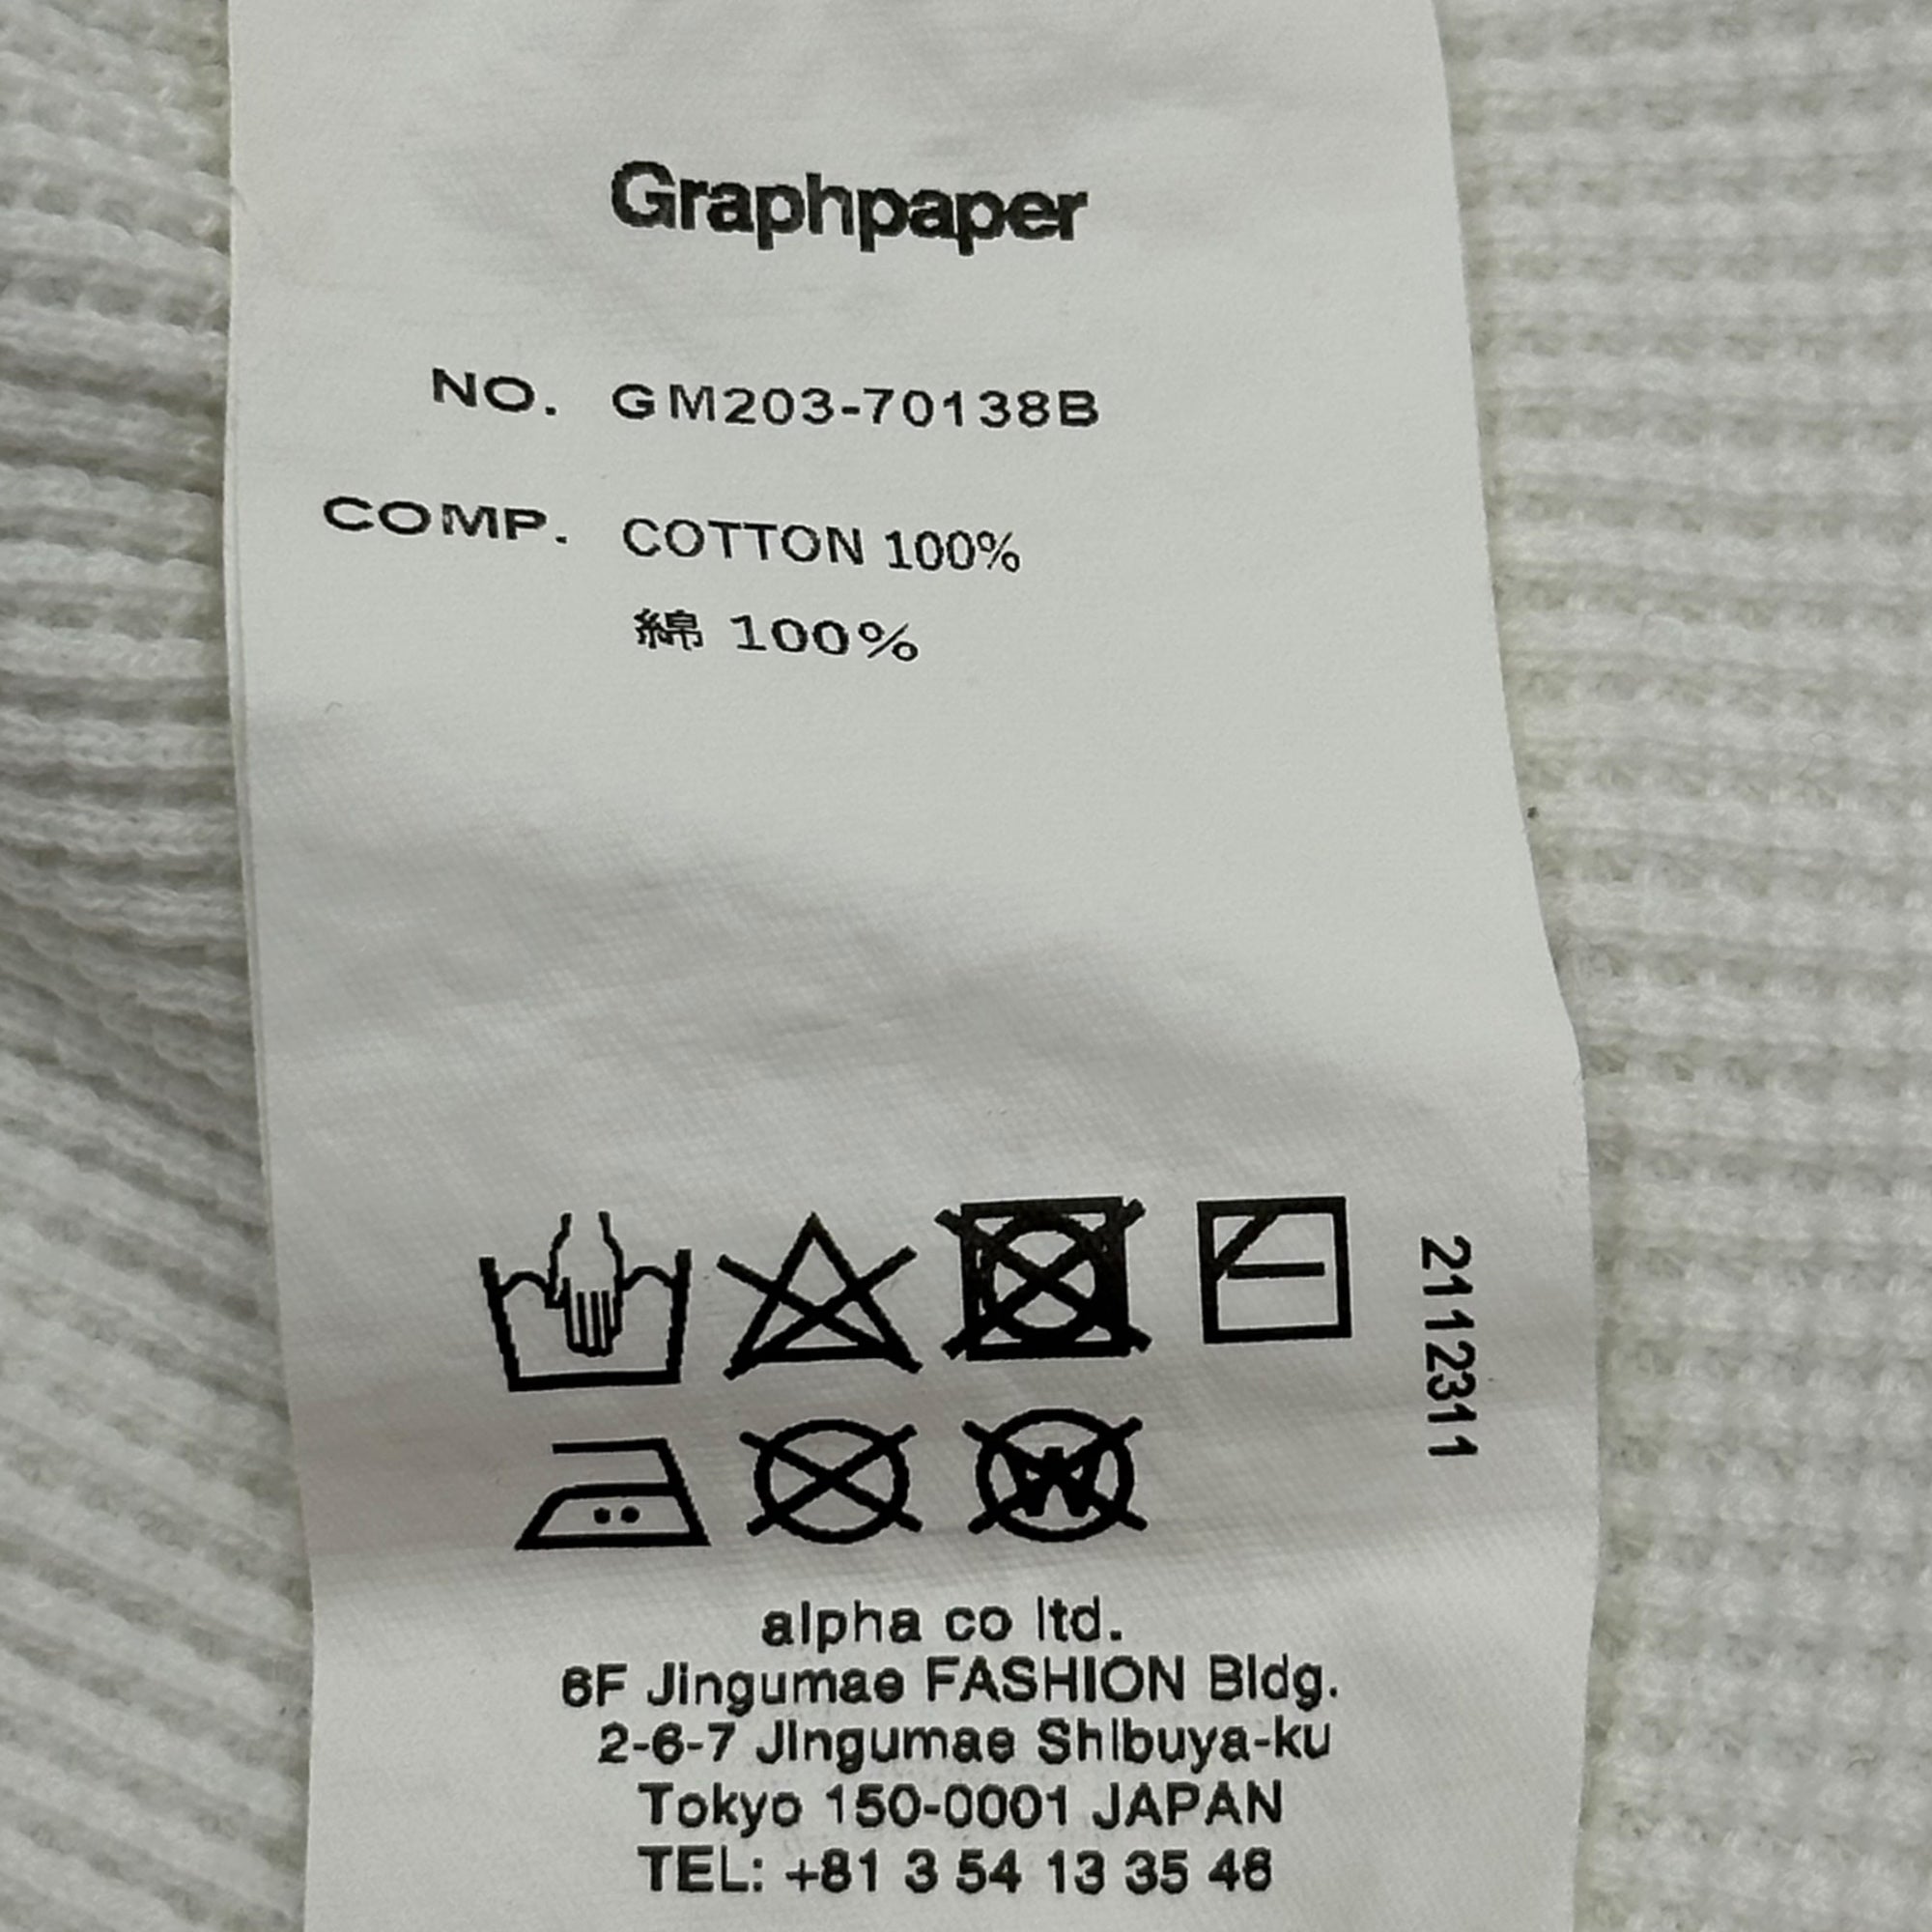 Graphpaper
NO. GM203-70138B
COMP. COTTON 100%
綿 100%
2112311
W
alpha co ltd.
6F Jingumae FASHION Bldg.
2-6-7 Jingumae Shibuya-ku
Tokyo 150-0001 JAPAN
TEL: +81 3 54 13 35 46